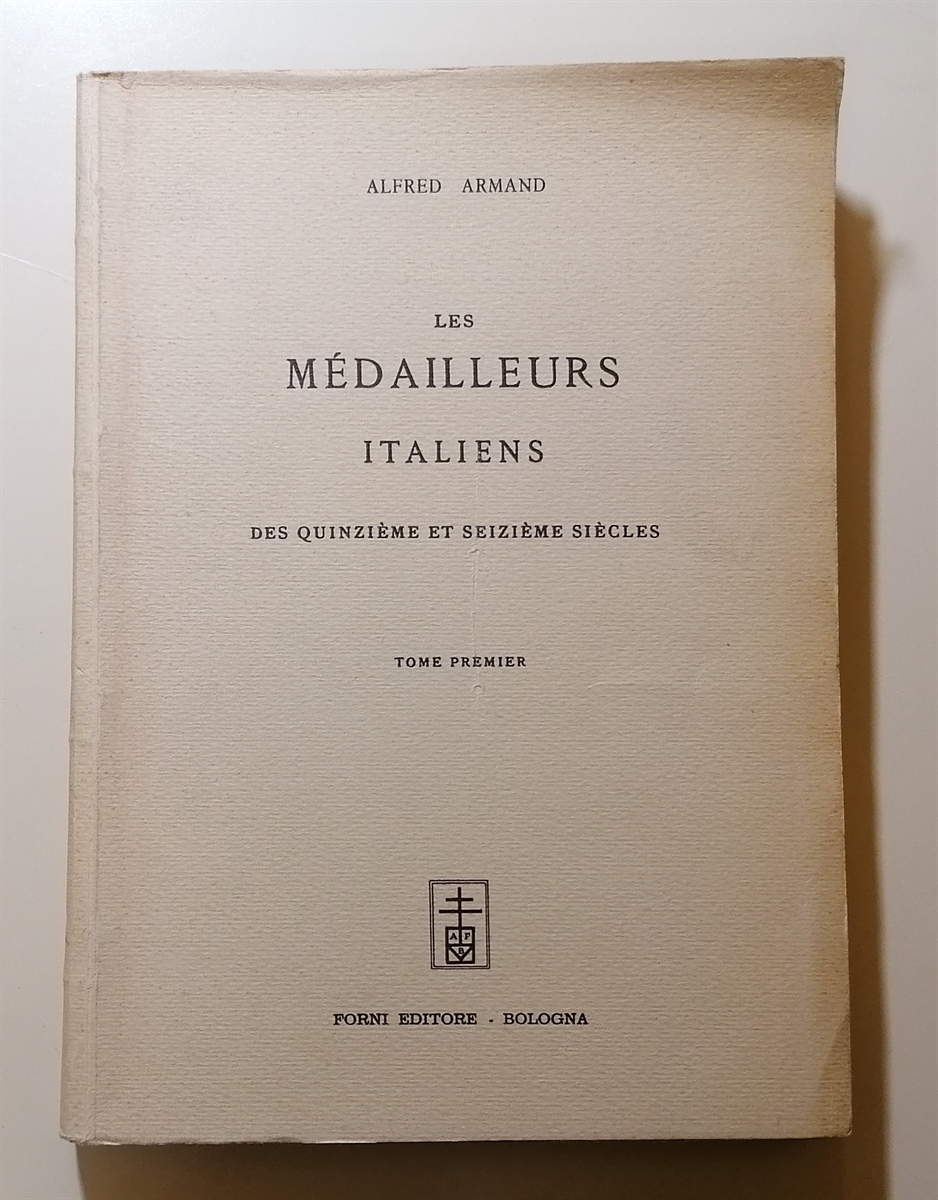 ALFRED ARMAND
LES
MÉDAILLEURS
ITALIENS
DES QUINZIÈME ET SEIZIÈME SIÈCLES
TOME PREMIER
A F
B
FORNI EDITORE - BOLOGNA